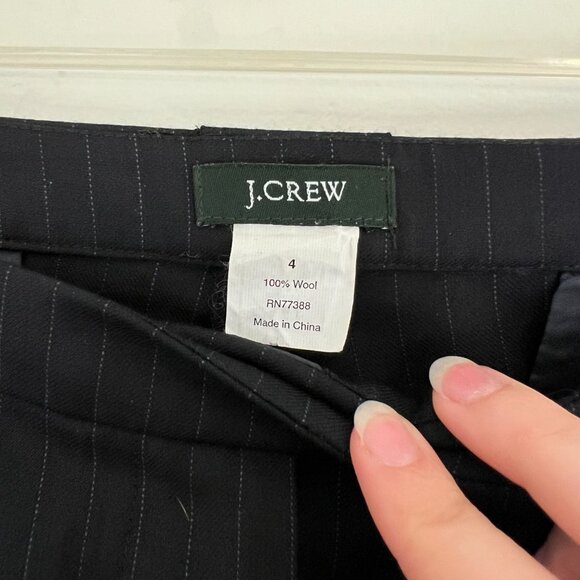 J.CREW
4
100% Wool
RN77388
Made in China